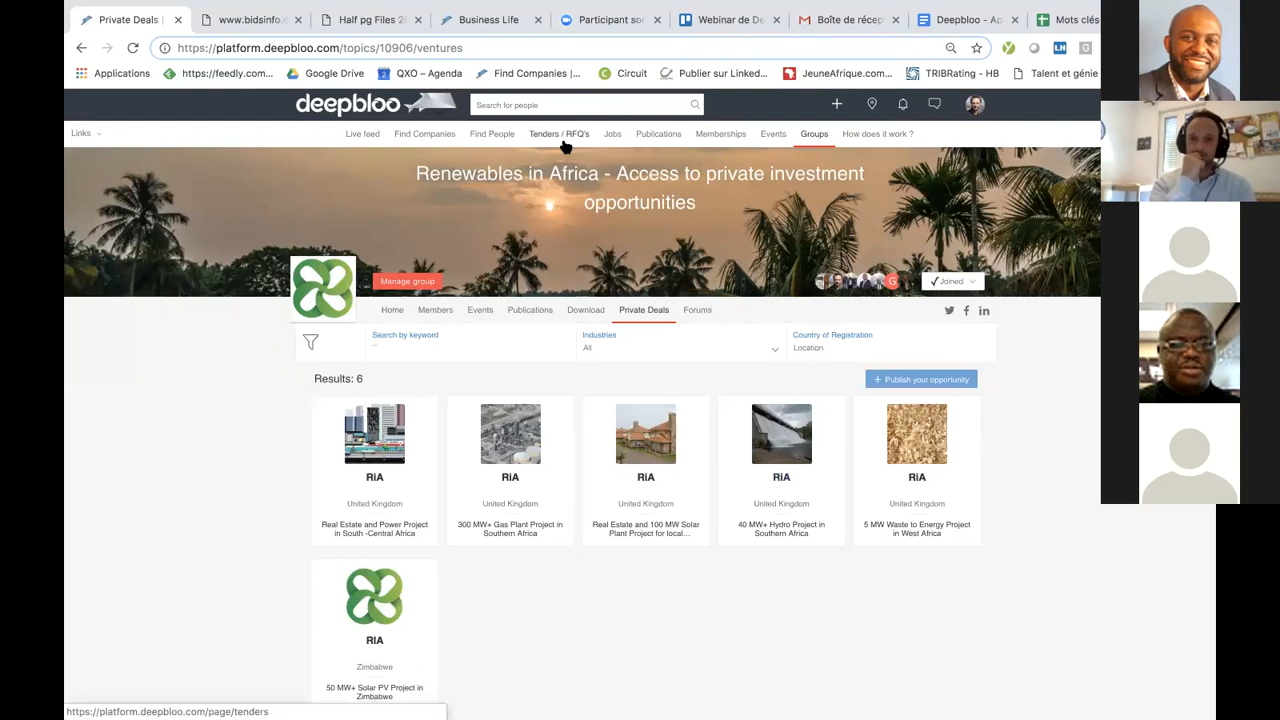 Private Deals |
www.bidsinfo.
Half pg Files 2
Business Life
Participant so
Webinar de De
Boîte de récep
Deepbloo - Ap
Mots clés
https://platform.deepbloo.com/topics/10906/ventures
Applications
https://feedly.com...
Google Drive
QXO – Agenda
Find Companies |...
Circuit
Publier sur Linked...
JeuneAfrique.com...
TRIBRating - HB
Talent et génie
deepbloo
Search for people
Links
Live feed
Find Companies
Find People
Tenders / RFQ's
Jobs
Publications
Memberships
Events
Groups
How does it work ?
Renewables in Africa - Access to private investment
opportunities
Manage group
G
Joined
Home
Members
Events
Publications
Download
Private Deals
Forums
Search by keyword
...
Industries
All
Country of Registration
Location
Results: 6
+ Publish your opportunity
RiA
United Kingdom
Real Estate and Power Project
in South -Central Africa
RiA
United Kingdom
300 MW+ Gas Plant Project in
Southern Africa
RiA
United Kingdom
Real Estate and 100 MW Solar
Plant Project for local...
RiA
United Kingdom
40 MW+ Hydro Project in
Southern Africa
RiA
United Kingdom
5 MW Waste to Energy Project
in West Africa
RiA
Zimbabwe
50 MW+ Solar PV Project in
Zimbabwe
https://platform.deepbloo.com/page/tenders